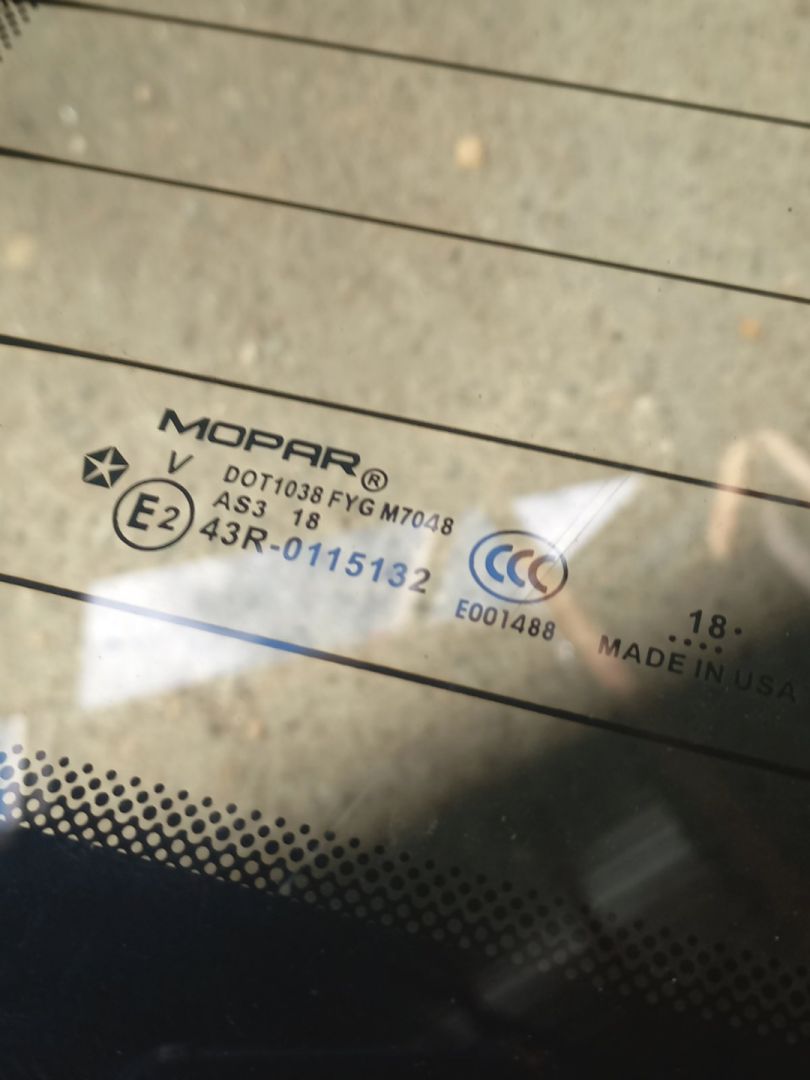 MOPAR®
V DOT1038 FYG M7048
AS3 18
E2 43R-0115132
CCC
E001488
18
MADE IN USA